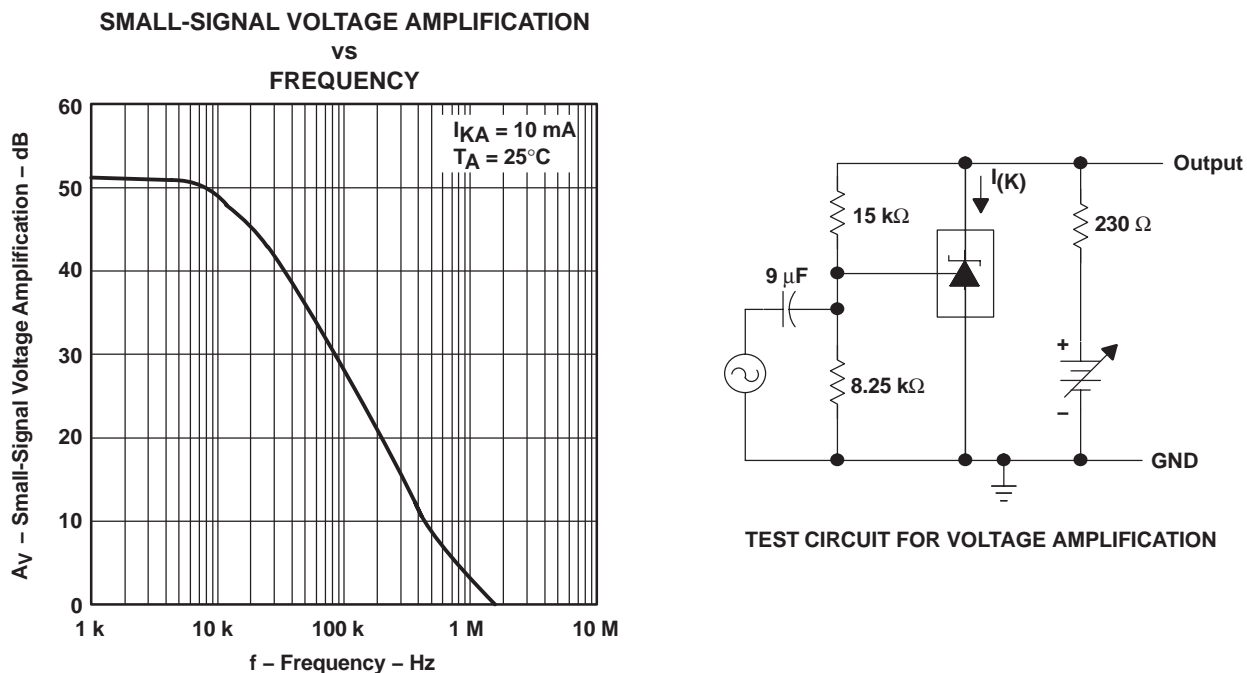 SMALL-SIGNAL VOLTAGE AMPLIFICATION
vs
FREQUENCY
AV – Small-Signal Voltage Amplification – dB
60
50
40
30
20
10
0
IKA = 10 mA
TA = 25°C
1 k
10 k
100 k
1 M
10 M
f – Frequency – Hz
Output
I(K)
15 kΩ
230 Ω
9 μF
8.25 kΩ
+
–
GND
TEST CIRCUIT FOR VOLTAGE AMPLIFICATION